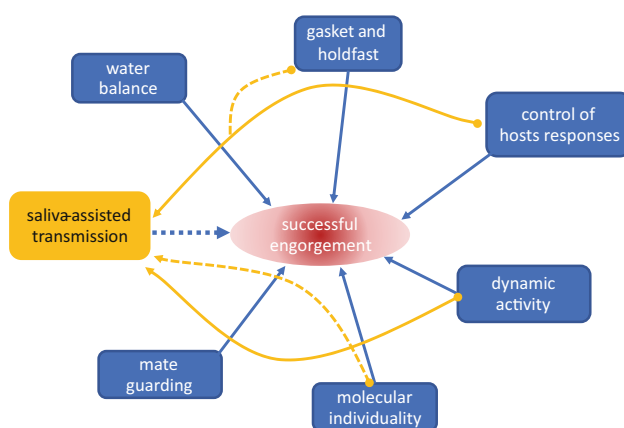 gasket and
holdfast
water
balance
control of
hosts responses
saliva-assisted
transmission
successful
engorgement
dynamic
activity
mate
guarding
molecular
individuality